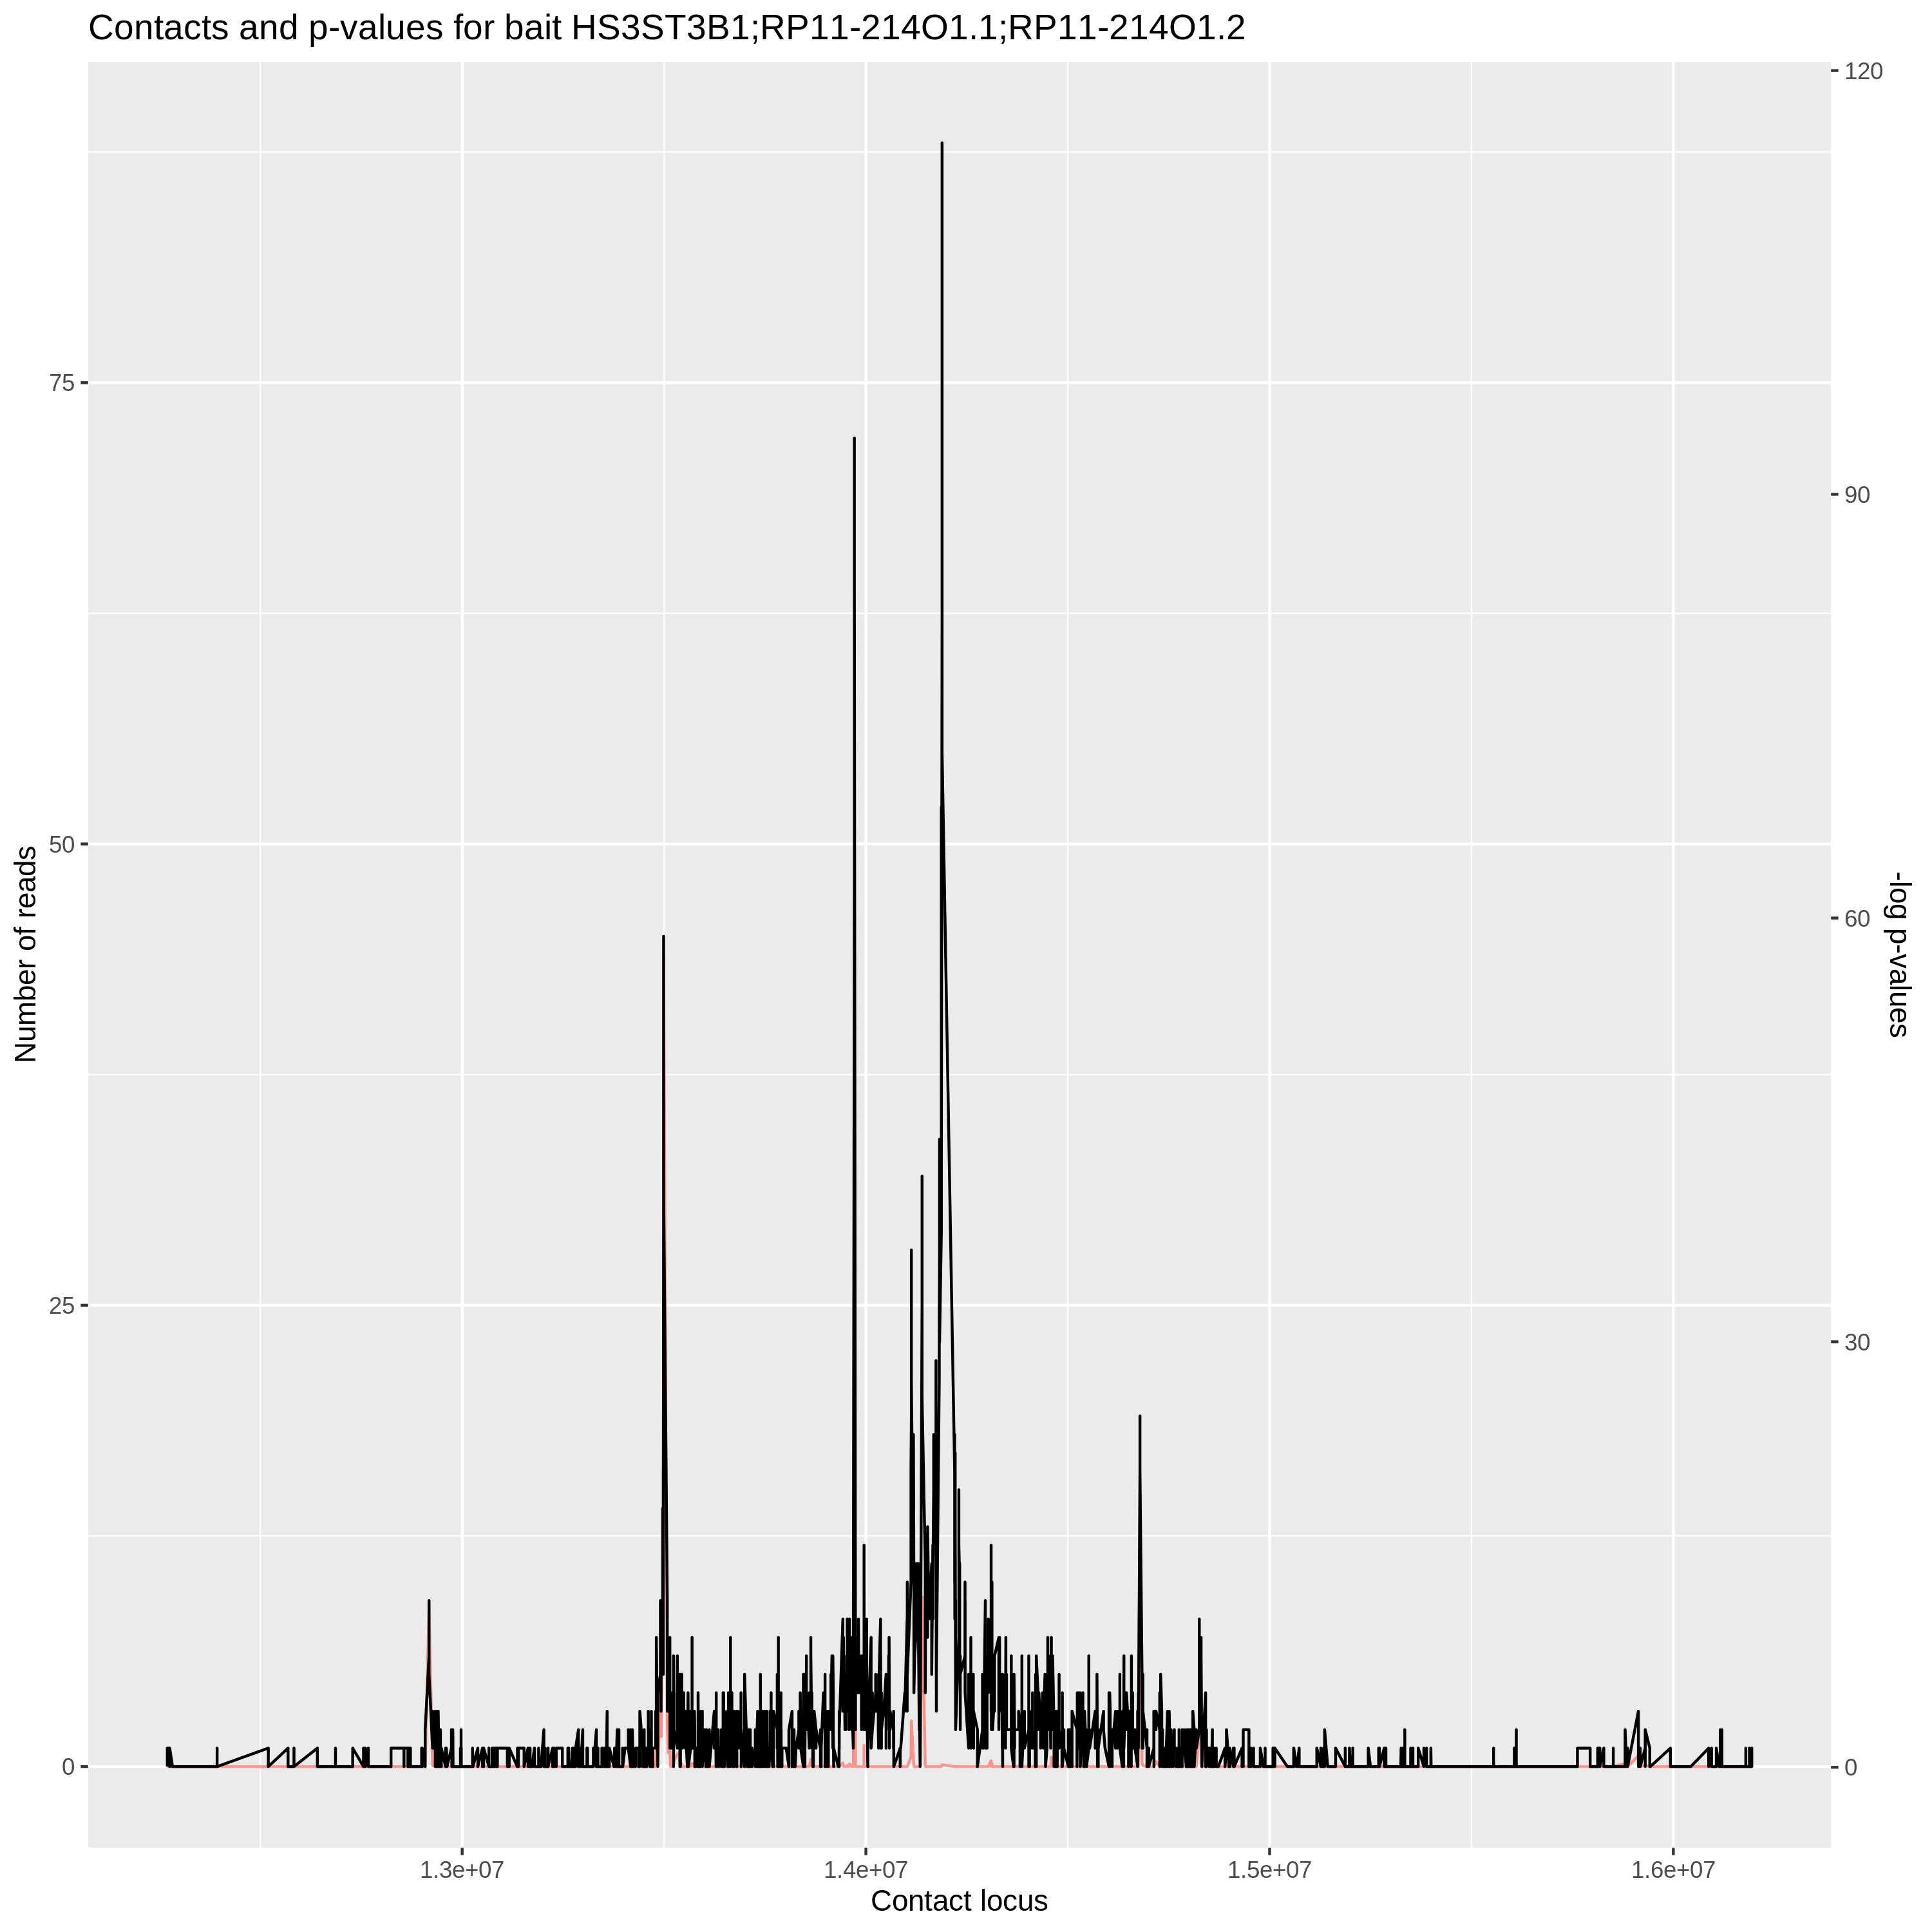 Contacts and p-values for bait HS3ST3B1;RP11-214O1.1;RP11-214O1.2
120
75
90
50
60
Number of reads
-log p-values
25
30
0
0
1.3e+07
1.4e+07
1.5e+07
1.6e+07
Contact locus